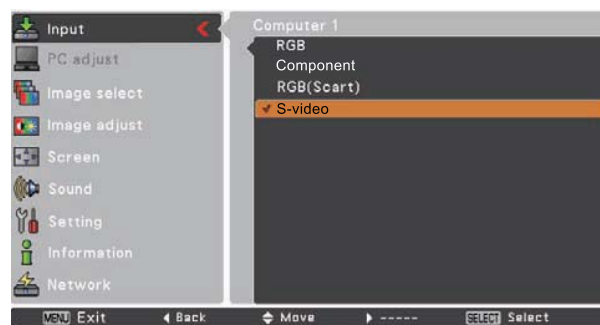 Input
PC adjust
Image select
Image adjust
Screen
Sound
Setting
Information
Network
Computer 1
RGB
Component
RGB(Scart)
S-video
MENU Exit
Back
Move
-----
SELECT Select